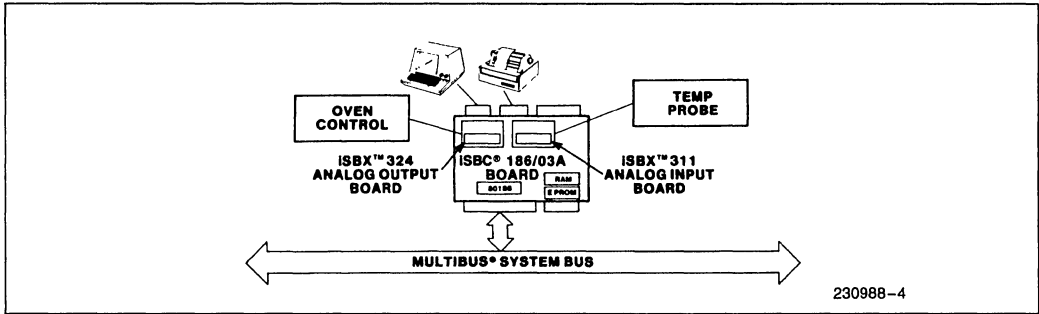 OVEN
CONTROL
TEMP
PROBE
iSBX™ 324
ANALOG OUTPUT
BOARD
iSBC® 186/03A
BOARD
80186
RAM
EPROM
iSBX™ 311
ANALOG INPUT
BOARD
MULTIBUS® SYSTEM BUS
230988-4